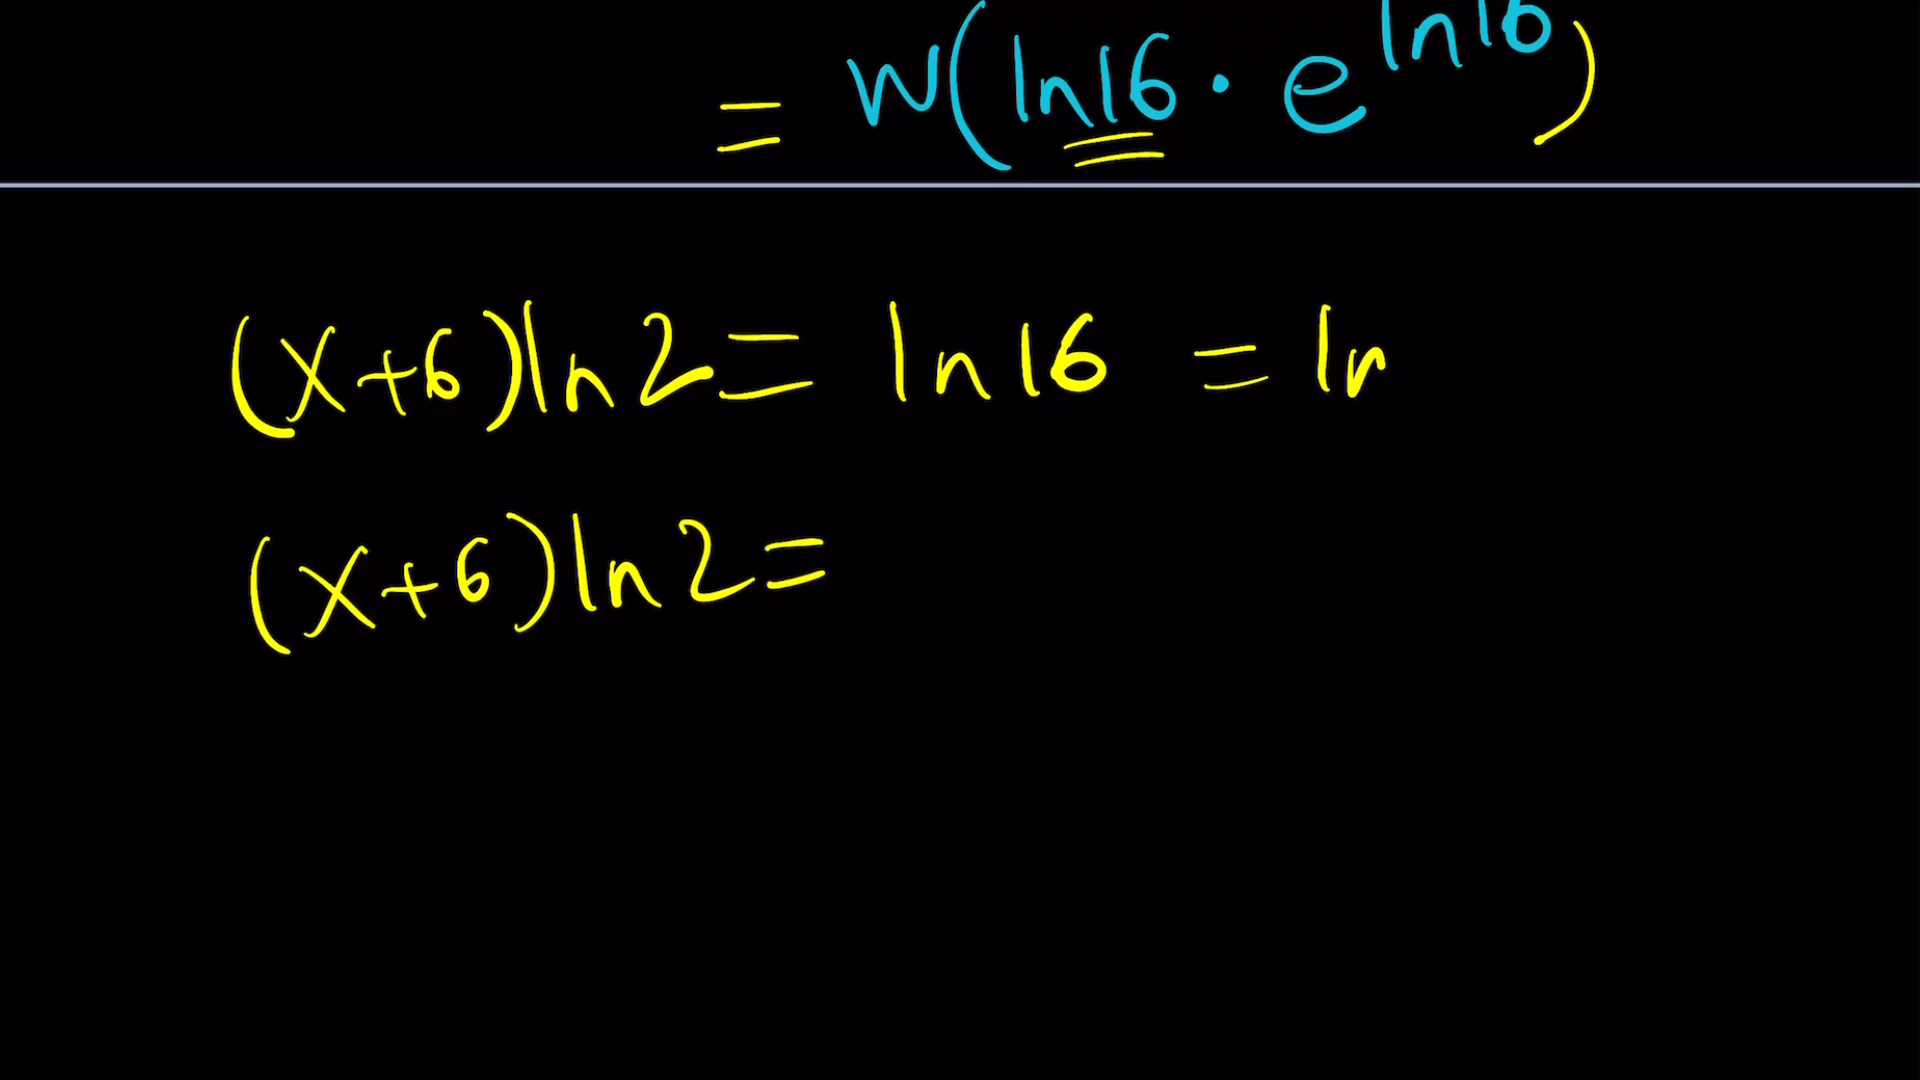 = W(ln16 · e^ln16)
(x+6)ln2 = ln16 = ln
(x+6)ln2 =